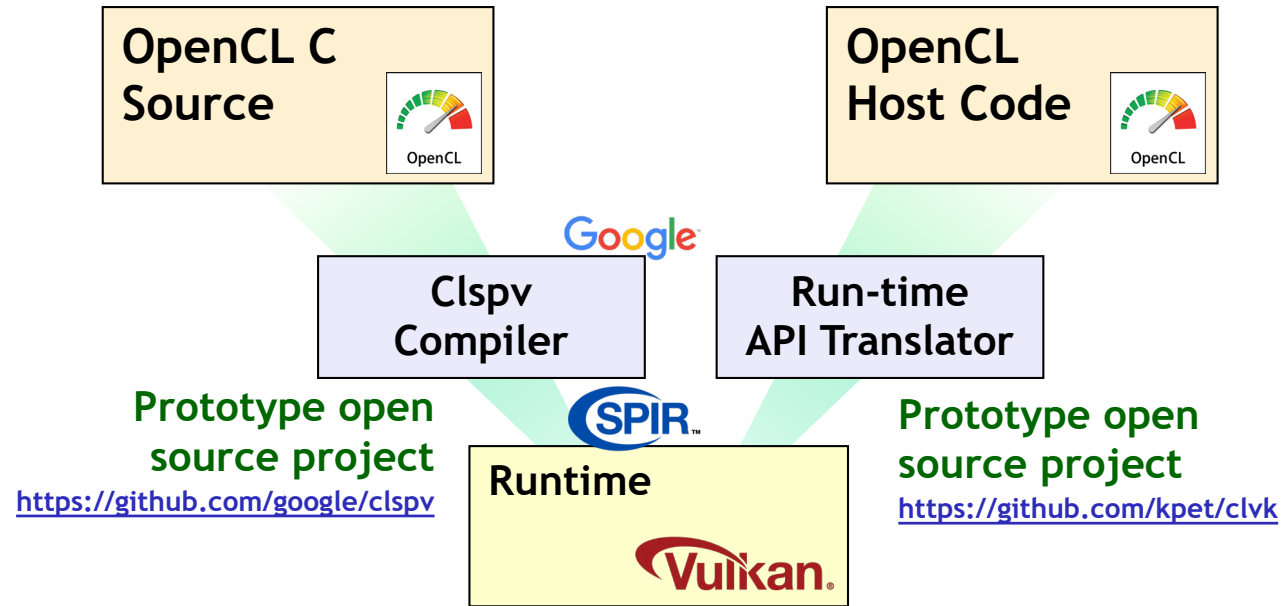 OpenCL C
Source
OpenCL
OpenCL
Host Code
OpenCL
Google
Clspv
Compiler
Run-time
API Translator
Prototype open
source project
https://github.com/google/clspv
SPIR™
Runtime
Vulkan®
Prototype open
source project
https://github.com/kpet/clvk